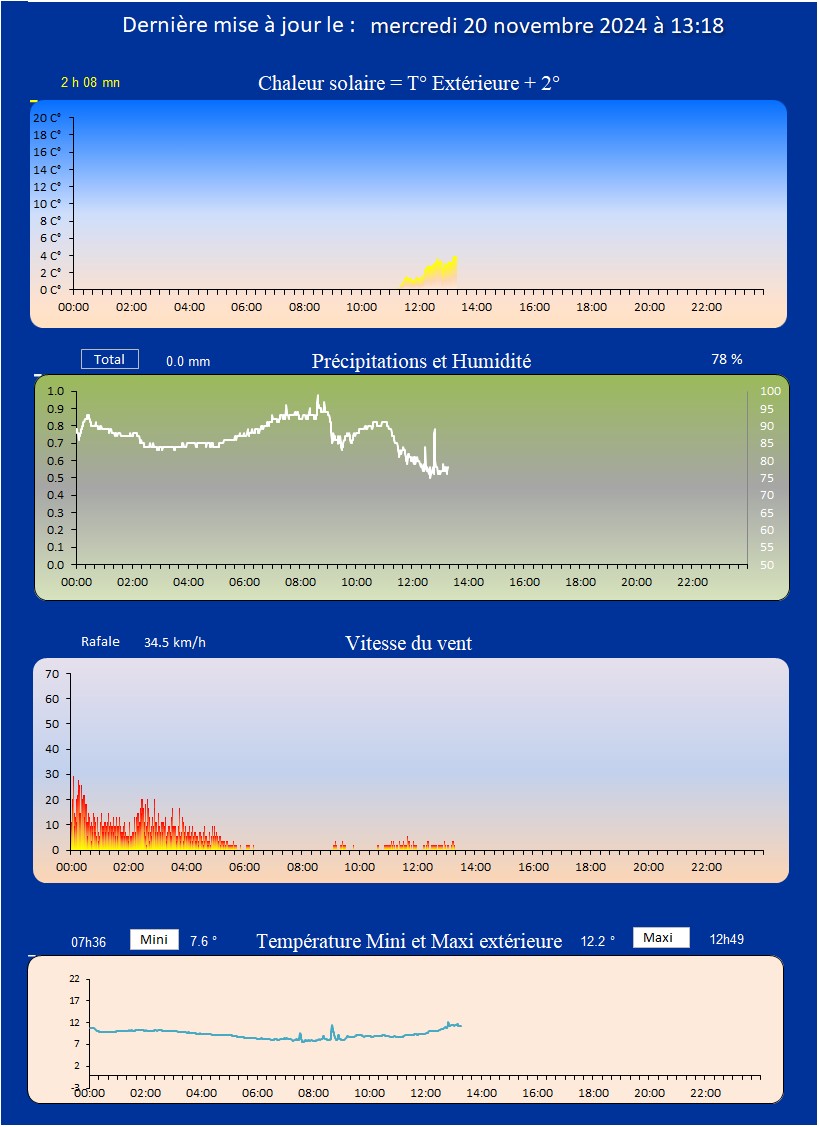 Dernière mise à jour le : mercredi 20 novembre 2024 à 13:18
2 h 08 mn Chaleur solaire = T° Extérieure + 2°
20 C°
18 C°
16 C°
14 C°
12 C°
10 C°
8 C°
6 C°
4 C°
2 C°
0 C°
00:00 02:00 04:00 06:00 08:00 10:00 12:00 14:00 16:00 18:00 20:00 22:00
Total 0.0 mm Précipitations et Humidité 78 %
1.0 100
0.9 95
0.8 90
0.7 85
0.6 80
0.5 75
0.4 70
0.3 65
0.2 60
0.1 55
0.0 50
00:00 02:00 04:00 06:00 08:00 10:00 12:00 14:00 16:00 18:00 20:00 22:00
Rafale 34.5 km/h Vitesse du vent
70
60
50
40
30
20
10
0
00:00 02:00 04:00 06:00 08:00 10:00 12:00 14:00 16:00 18:00 20:00 22:00
07h36 Mini 7.6 ° Température Mini et Maxi extérieure 12.2 ° Maxi 12h49
22
17
12
7
2
-3
00:00 02:00 04:00 06:00 08:00 10:00 12:00 14:00 16:00 18:00 20:00 22:00